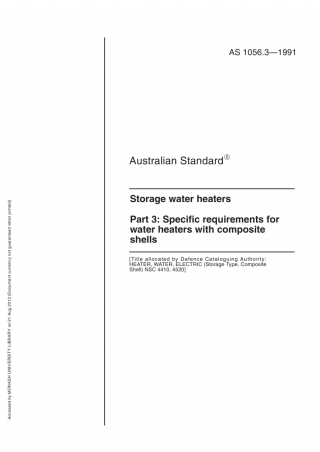 AS 1056.3—1991
Australian Standard®
Storage water heaters
Part 3: Specific requirements for
water heaters with composite
shells
[Title allocated by Defence Cataloguing Authority:
HEATER, WATER, ELECTRIC (Storage Type, Composite
Shell) NSC 4410, 4520]
Accessed by MONASH UNIVERSITY LIBRARY on 21 Aug 2013 (Document currency not guaranteed when printed)